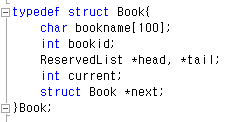 typedef struct Book{
    char bookname[100];
    int bookid;
    ReservedList *head, *tail;
    int current;
    struct Book *next;
}Book;